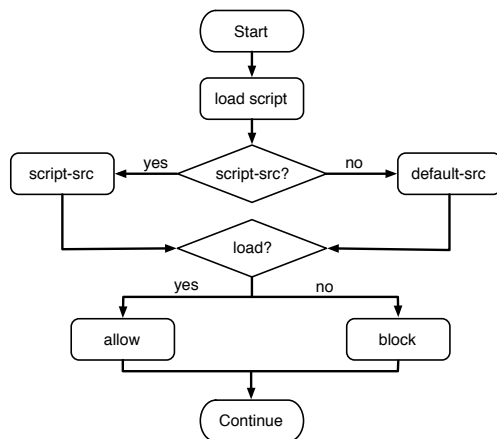 Start
load script
yes
no
script-src
script-src?
default-src
load?
yes
no
allow
block
Continue